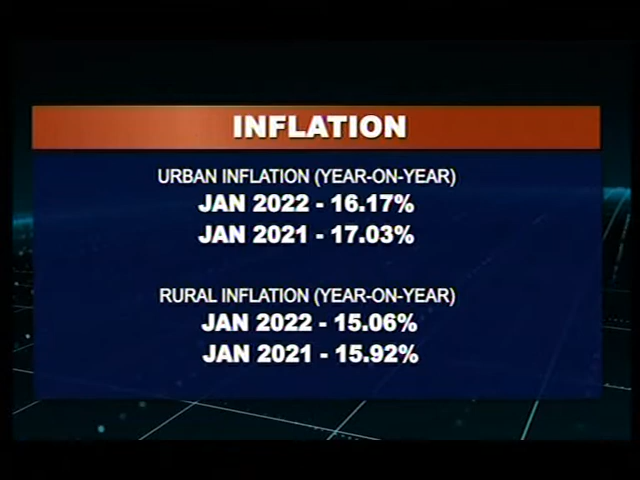 INFLATION
URBAN INFLATION (YEAR-ON-YEAR)
JAN 2022 - 16.17%
JAN 2021 - 17.03%
RURAL INFLATION (YEAR-ON-YEAR)
JAN 2022 - 15.06%
JAN 2021 - 15.92%